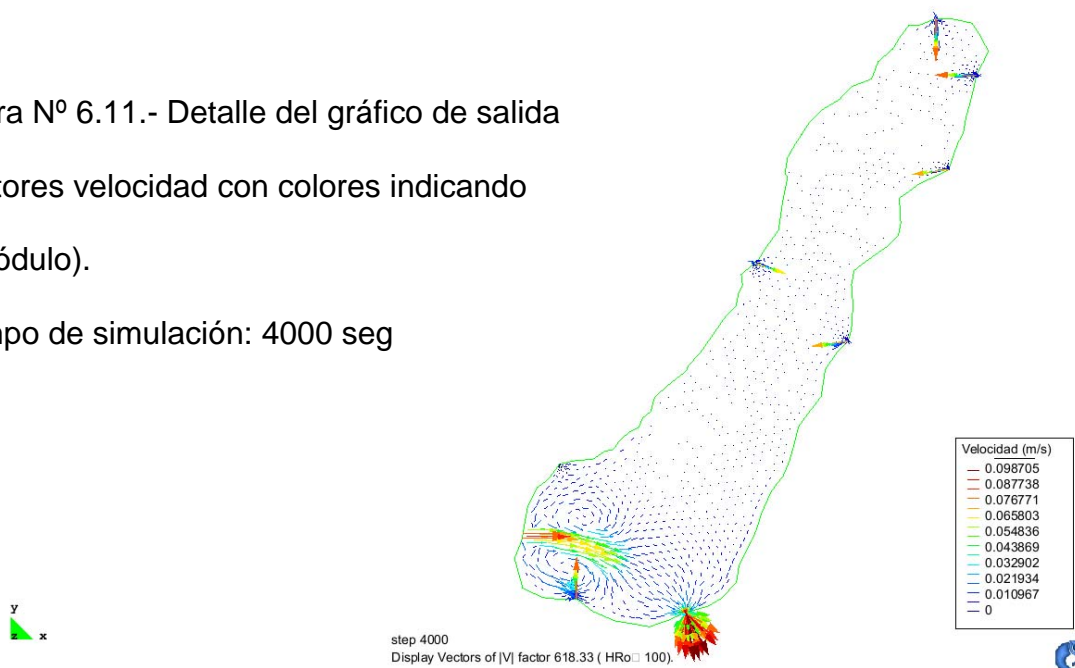 ra Nº 6.11.- Detalle del gráfico de salida
tores velocidad con colores indicando
ódulo).
po de simulación: 4000 seg
Velocidad (m/s)
0.098705
0.087738
0.076771
0.065803
0.054836
0.043869
0.032902
0.021934
0.010967
0
y
z x
step 4000
Display Vectors of |V| factor 618.33 ( HRo□ 100).